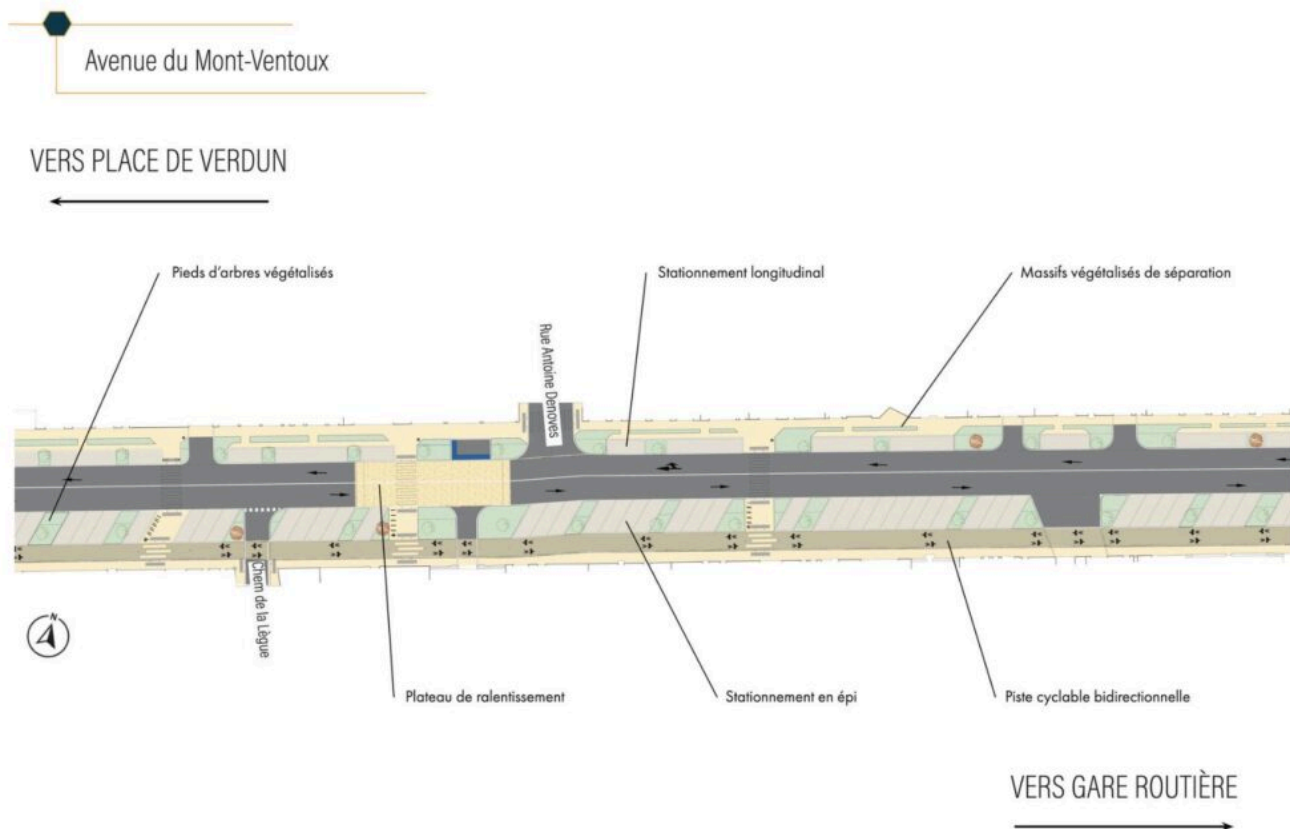 Avenue du Mont-Ventoux
VERS PLACE DE VERDUN
Pieds d'arbres végétalisés
Stationnement longitudinal
Massifs végétalisés de séparation
Rue Antoine Denoves
Chem de la Lègue
N
Plateau de ralentissement
Stationnement en épi
Piste cyclable bidirectionnelle
VERS GARE ROUTIÈRE